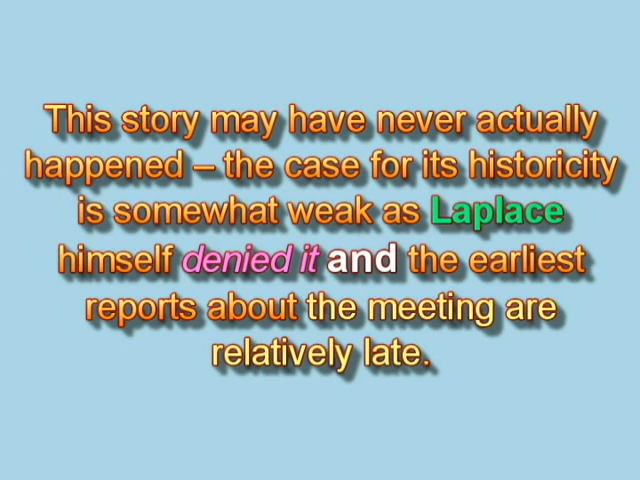 This story may have never actually
happened – the case for its historicity
is somewhat weak as Laplace
himself denied it and the earliest
reports about the meeting are
relatively late.